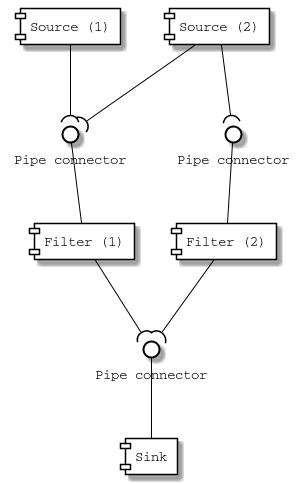 Source (1)
Source (2)
Pipe connector
Pipe connector
Filter (1)
Filter (2)
Pipe connector
Sink